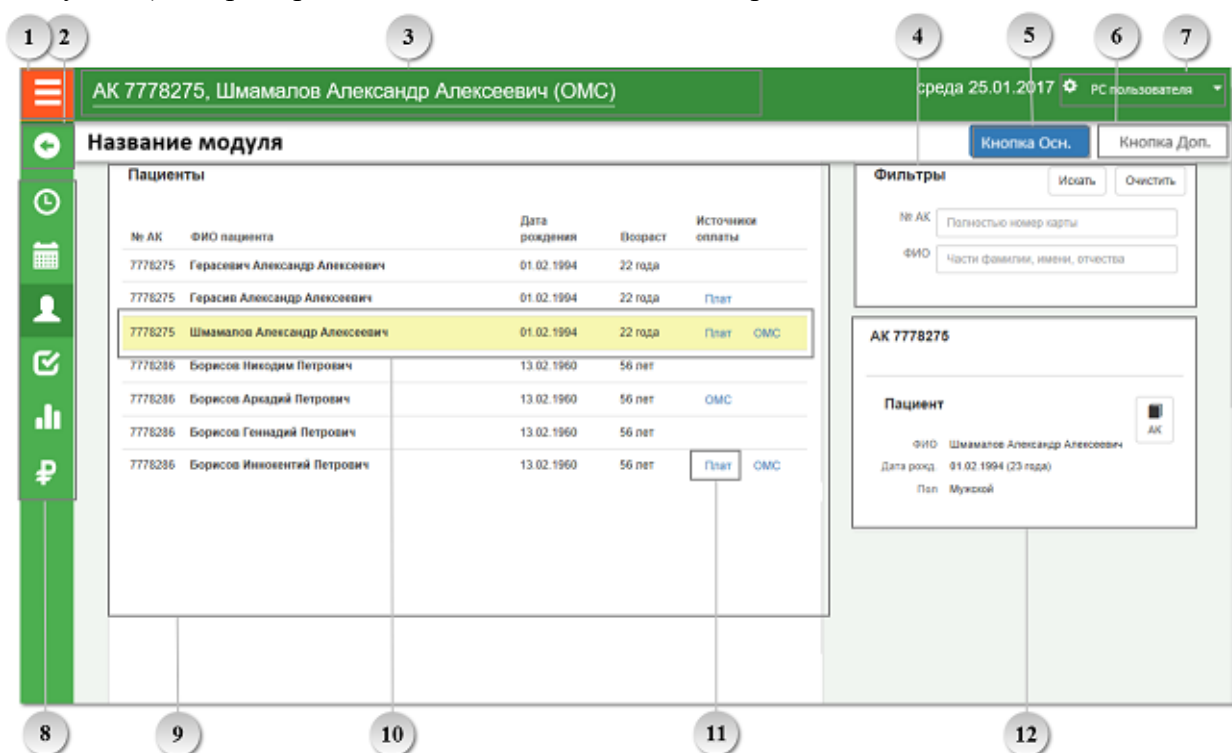 1 2 3 4 5 6 7
АК 7778275, Шмамалов Александр Алексеевич (ОМС) среда 25.01.2017 РС пользователя
Название модуля Кнопка Осн. Кнопка Доп.
Пациенты
№ АК ФИО пациента Дата рождения Возраст Источники оплаты
7778275 Герасевич Александр Алексеевич 01.02.1994 22 года
7778275 Герасив Александр Алексеевич 01.02.1994 22 года Плат
7778275 Шмамалов Александр Алексеевич 01.02.1994 22 года Плат ОМС
7778286 Борисов Никодим Петрович 13.02.1960 56 лет
7778286 Борисов Аркадий Петрович 13.02.1960 56 лет ОМС
7778286 Борисов Геннадий Петрович 13.02.1960 56 лет
7778286 Борисов Иннокентий Петрович 13.02.1960 56 лет Плат ОМС
Фильтры Искать Очистить
№ АК Полностью номер карты
ФИО Части фамилии, имени, отчества
АК 7778275
Пациент АК
ФИО Шмамалов Александр Алексеевич
Дата рожд. 01.02.1994 (23 года)
Пол Мужской
8 9 10 11 12